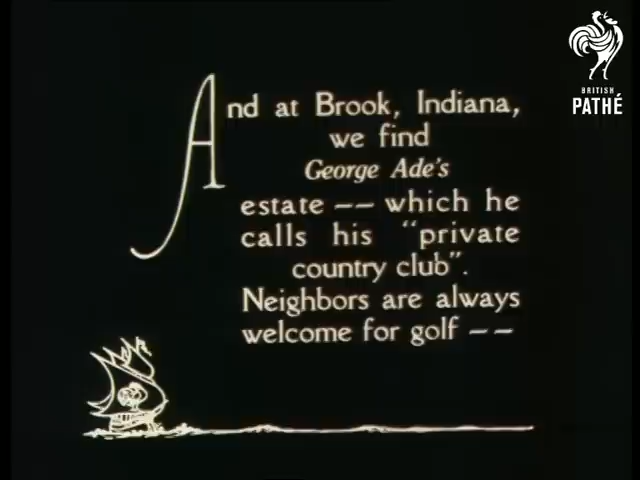 And at Brook, Indiana,
we find
George Ade's
estate -- which he
calls his "private
country club".
Neighbors are always
welcome for golf --
BRITISH
PATHÉ